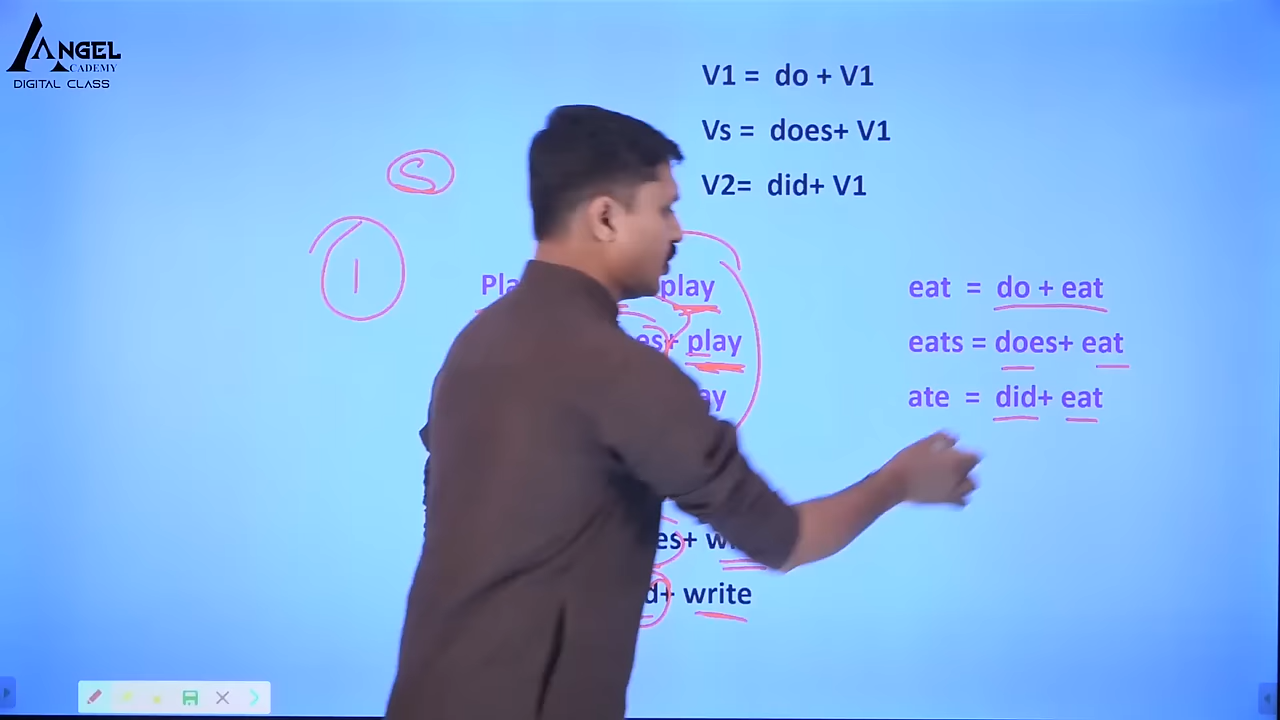 ANGEL
ACADEMY
DIGITAL CLASS
V1 = do + V1
Vs = does+ V1
V2= did+ V1
S
1
play
play
eat = do + eat
eats = does+ eat
ate = did+ eat
+ write